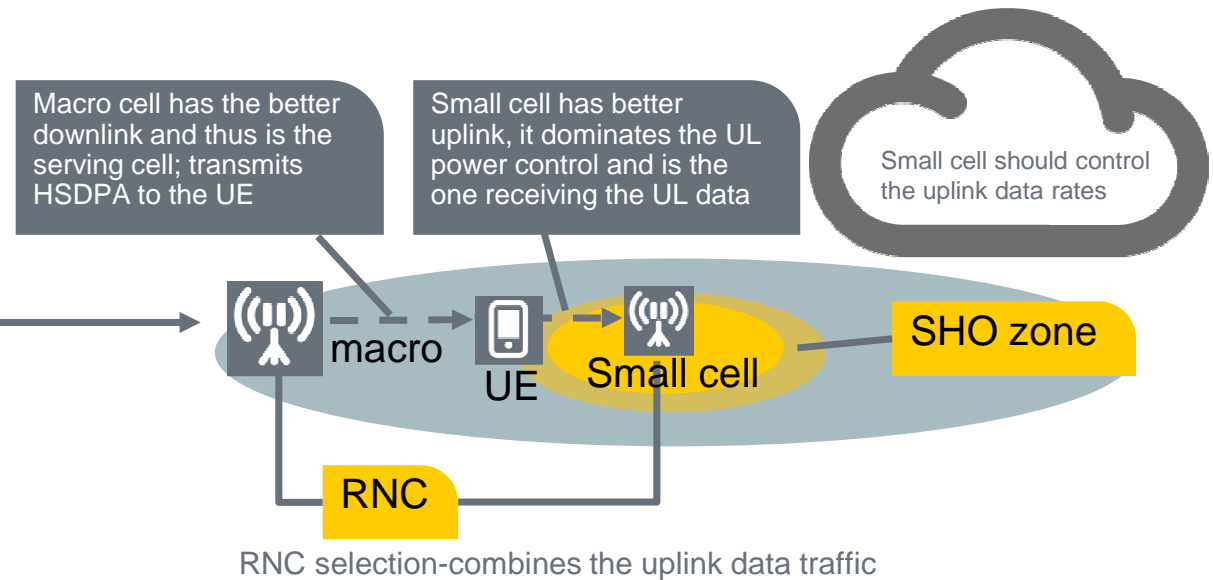 Macro cell has the better
downlink and thus is the
serving cell; transmits
HSDPA to the UE
Small cell has better
uplink, it dominates the UL
power control and is the
one receiving the UL data
Small cell should control
the uplink data rates
macro
UE
Small cell
SHO zone
RNC
RNC selection-combines the uplink data traffic